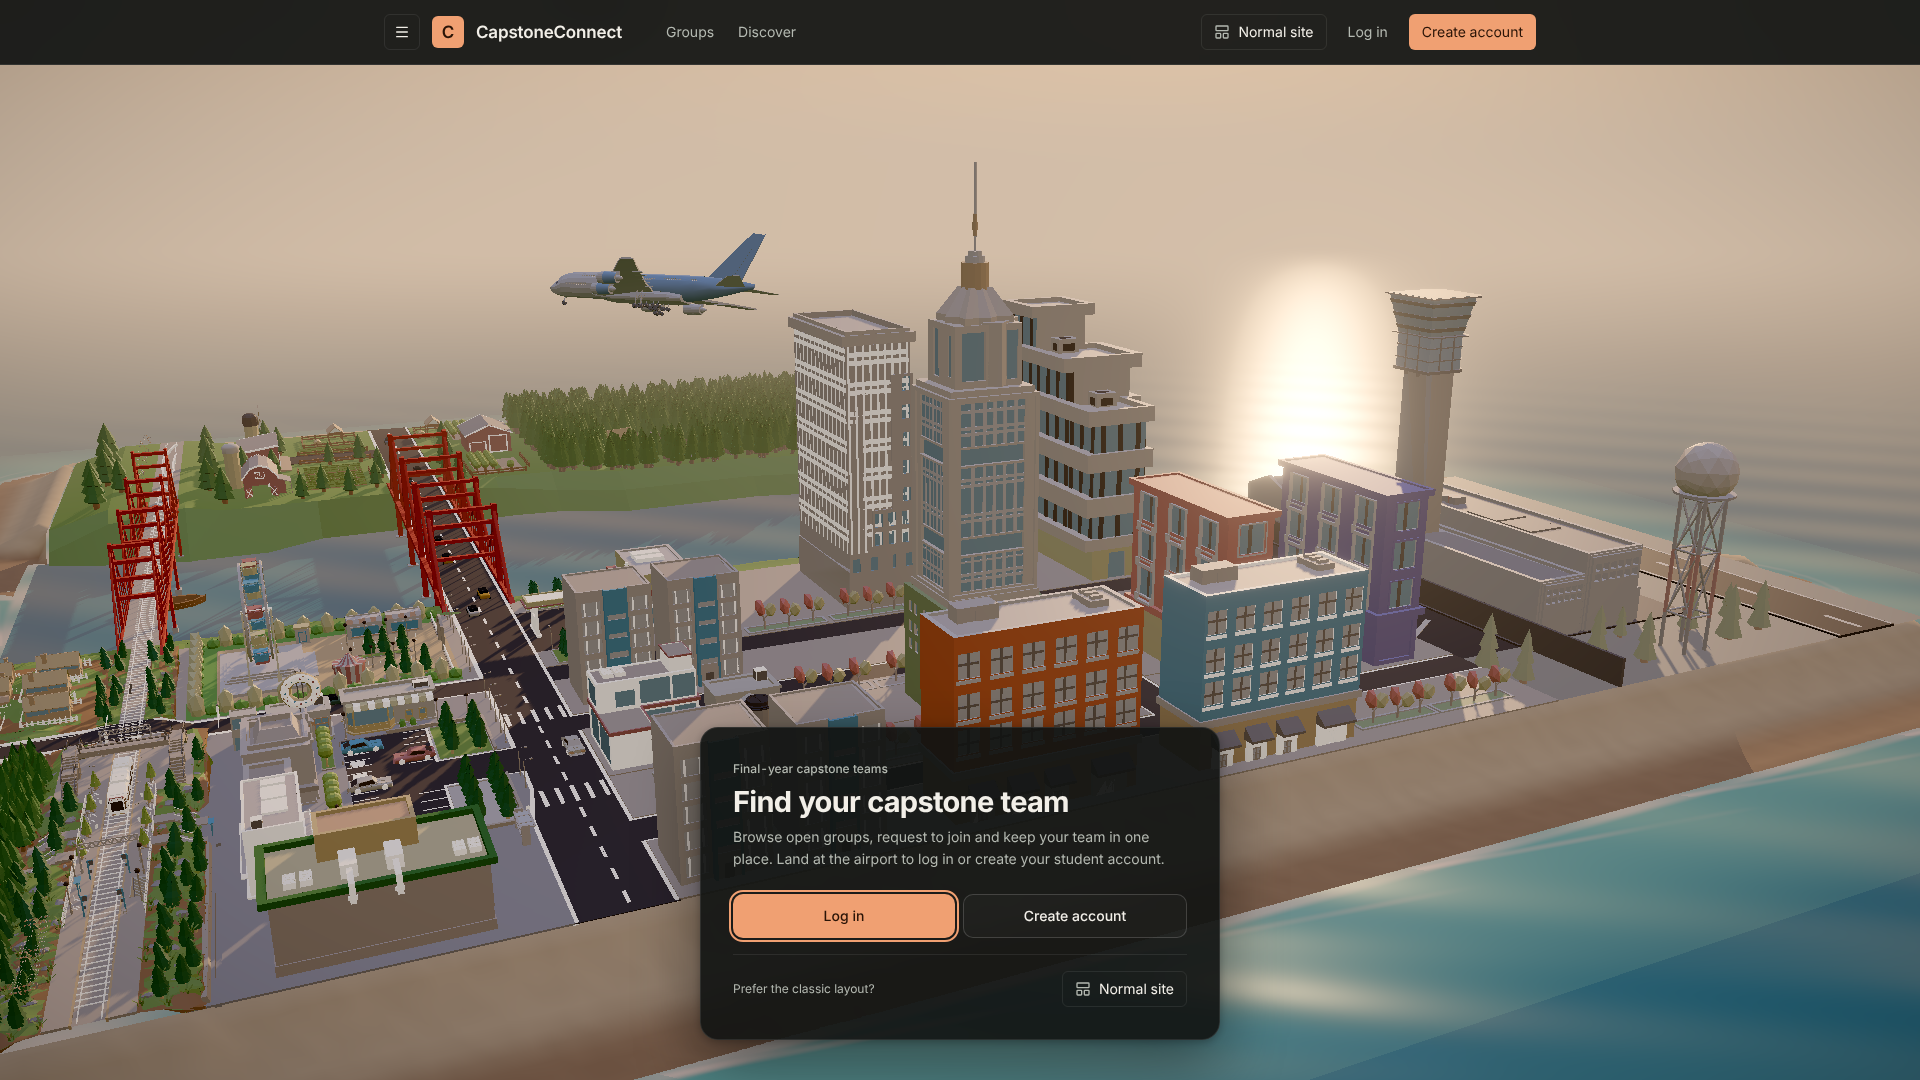 C CapstoneConnect Groups Discover Normal site Log in Create account
Final-year capstone teams
Find your capstone team
Browse open groups, request to join and keep your team in one
place. Land at the airport to log in or create your student account.
Log in Create account
Prefer the classic layout? Normal site